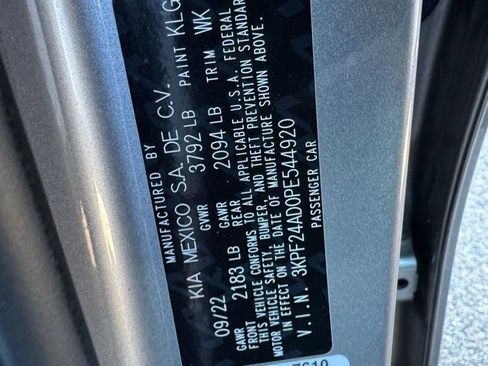 MANUFACTURED BY
KIA MEXICO S.A. DE C.V.
09/22 GVWR 3792 LB PAINT KLG
GAWR 2183 LB GAWR REAR 2094 LB TRIM WK
THIS VEHICLE CONFORMS TO ALL APPLICABLE U.S.A. FEDERAL
MOTOR VEHICLE SAFETY, BUMPER, AND THEFT PREVENTION STANDARDS
IN EFFECT ON THE DATE OF MANUFACTURE SHOWN ABOVE.
V.I.N 3KPF24AD0PE544920
PASSENGER CAR